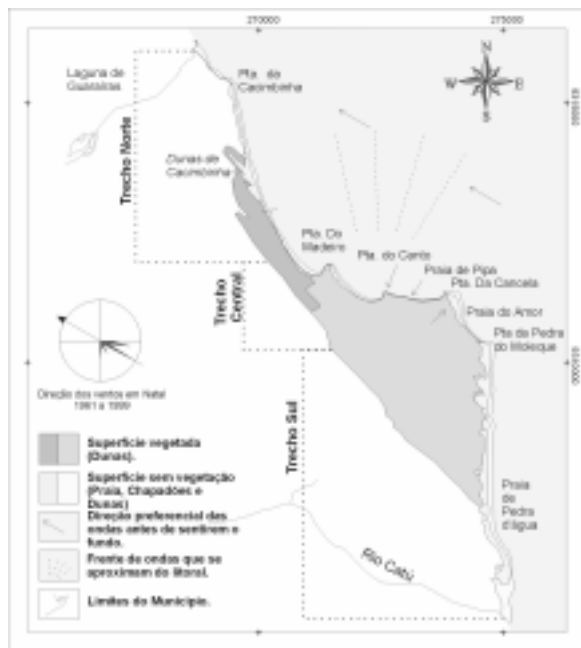 270000
275000
Laguna de
Guaraíras
Pta. da
Cacimbinha
N
W
E
S
Trecho Norte
Dunas de
Cacimbinha
Pta. Do
Madeiro
Pta. do Canto
Praia de Pipa
Pta. Da Cancela
Praia do Amor
Pta da Pedra
do Moleque
Trecho
Central
Direção dos ventos em Natal
1961 à 1999
Trecho Sul
Superfície vegetada
(Dunas).
Superfície sem vegetação
(Praia, Chapadões e
Dunas)
Direção preferencial das
ondas antes de sentirem o
fundo.
Frente de ondas que se
aproximam do litoral.
Limites do Município.
Praia
de
Pedra
d'água
Rio Catú